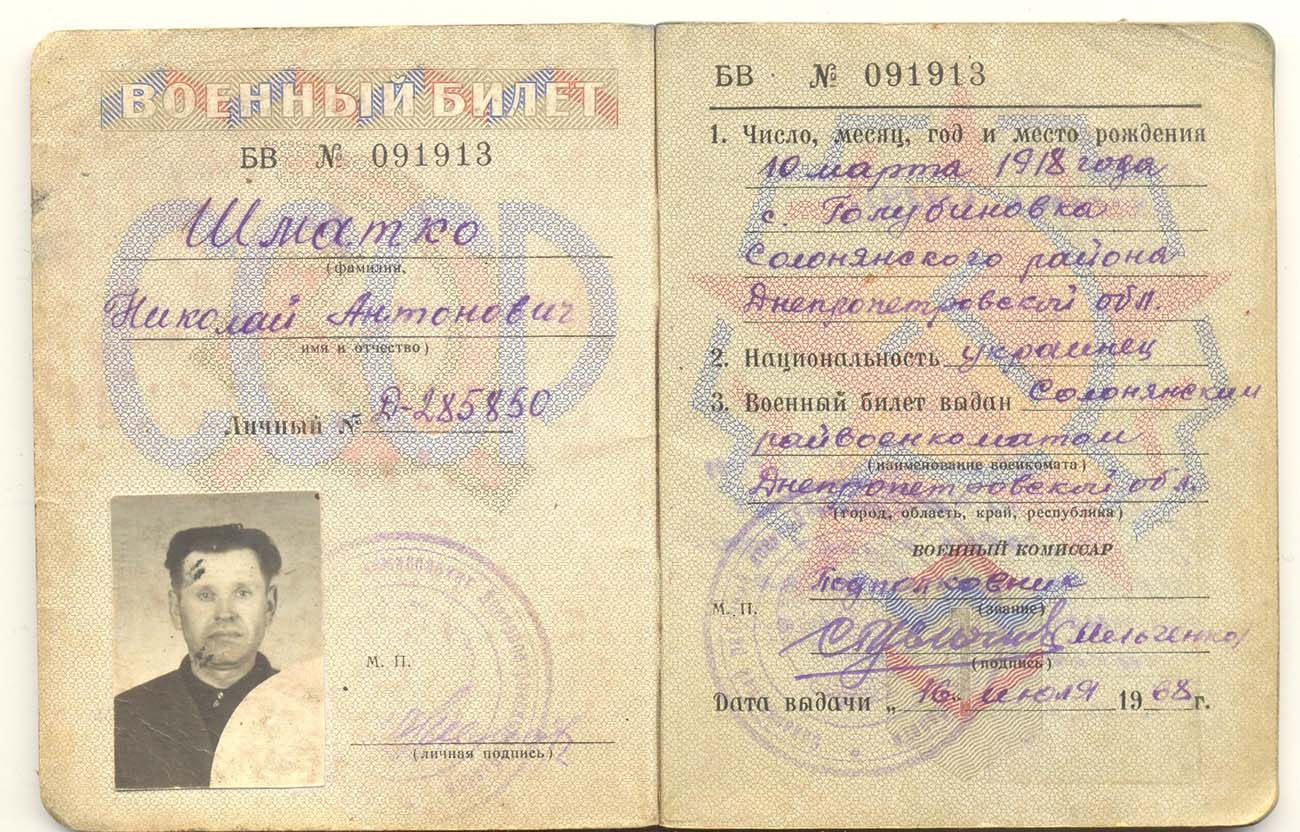 ВОЕННЫЙ БИЛЕТ
БВ № 091913
Шматко
(фамилия,
Николай Антонович
имя и отчество)
Личный № Д-285850
М. П.
(личная подпись)
БВ № 091913
1. Число, месяц, год и место рождения
10 марта 1918 года
с. Голубиновка
Солонянского района
Днепропетровской обл.
2. Национальность украинец
3. Военный билет выдан Солонянским
райвоенкоматом
(наименование военкомата)
Днепропетровской обл.
(город, область, край, республика)
ВОЕННЫЙ КОМИССАР
Подполковник
М. П. (звание)
(Мельченко)
(подпись)
Дата выдачи „16" июля 1968 г.
СССР